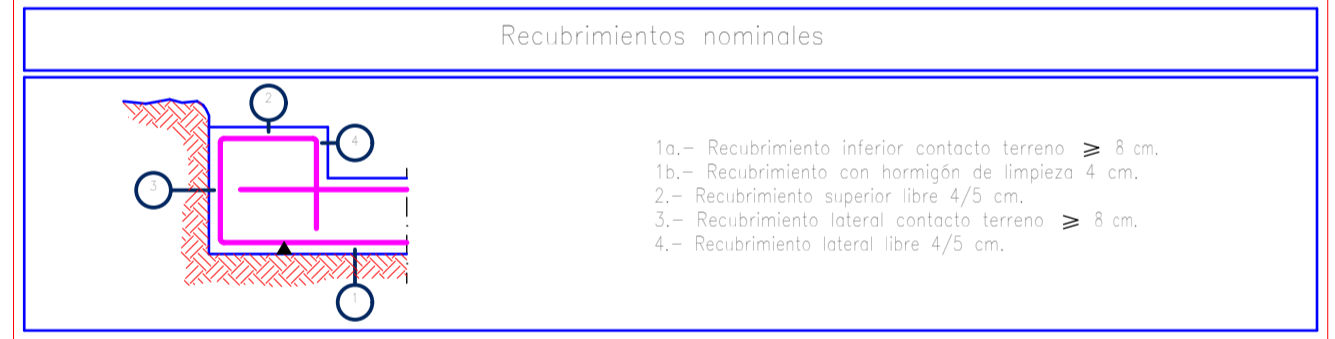 Recubrimientos nominales
2
4
3
1
1a.- Recubrimiento inferior contacto terreno ⩾ 8 cm.
1b.- Recubrimiento con hormigón de limpieza 4 cm.
2.- Recubrimiento superior libre 4/5 cm.
3.- Recubrimiento lateral contacto terreno ⩾ 8 cm.
4.- Recubrimiento lateral libre 4/5 cm.